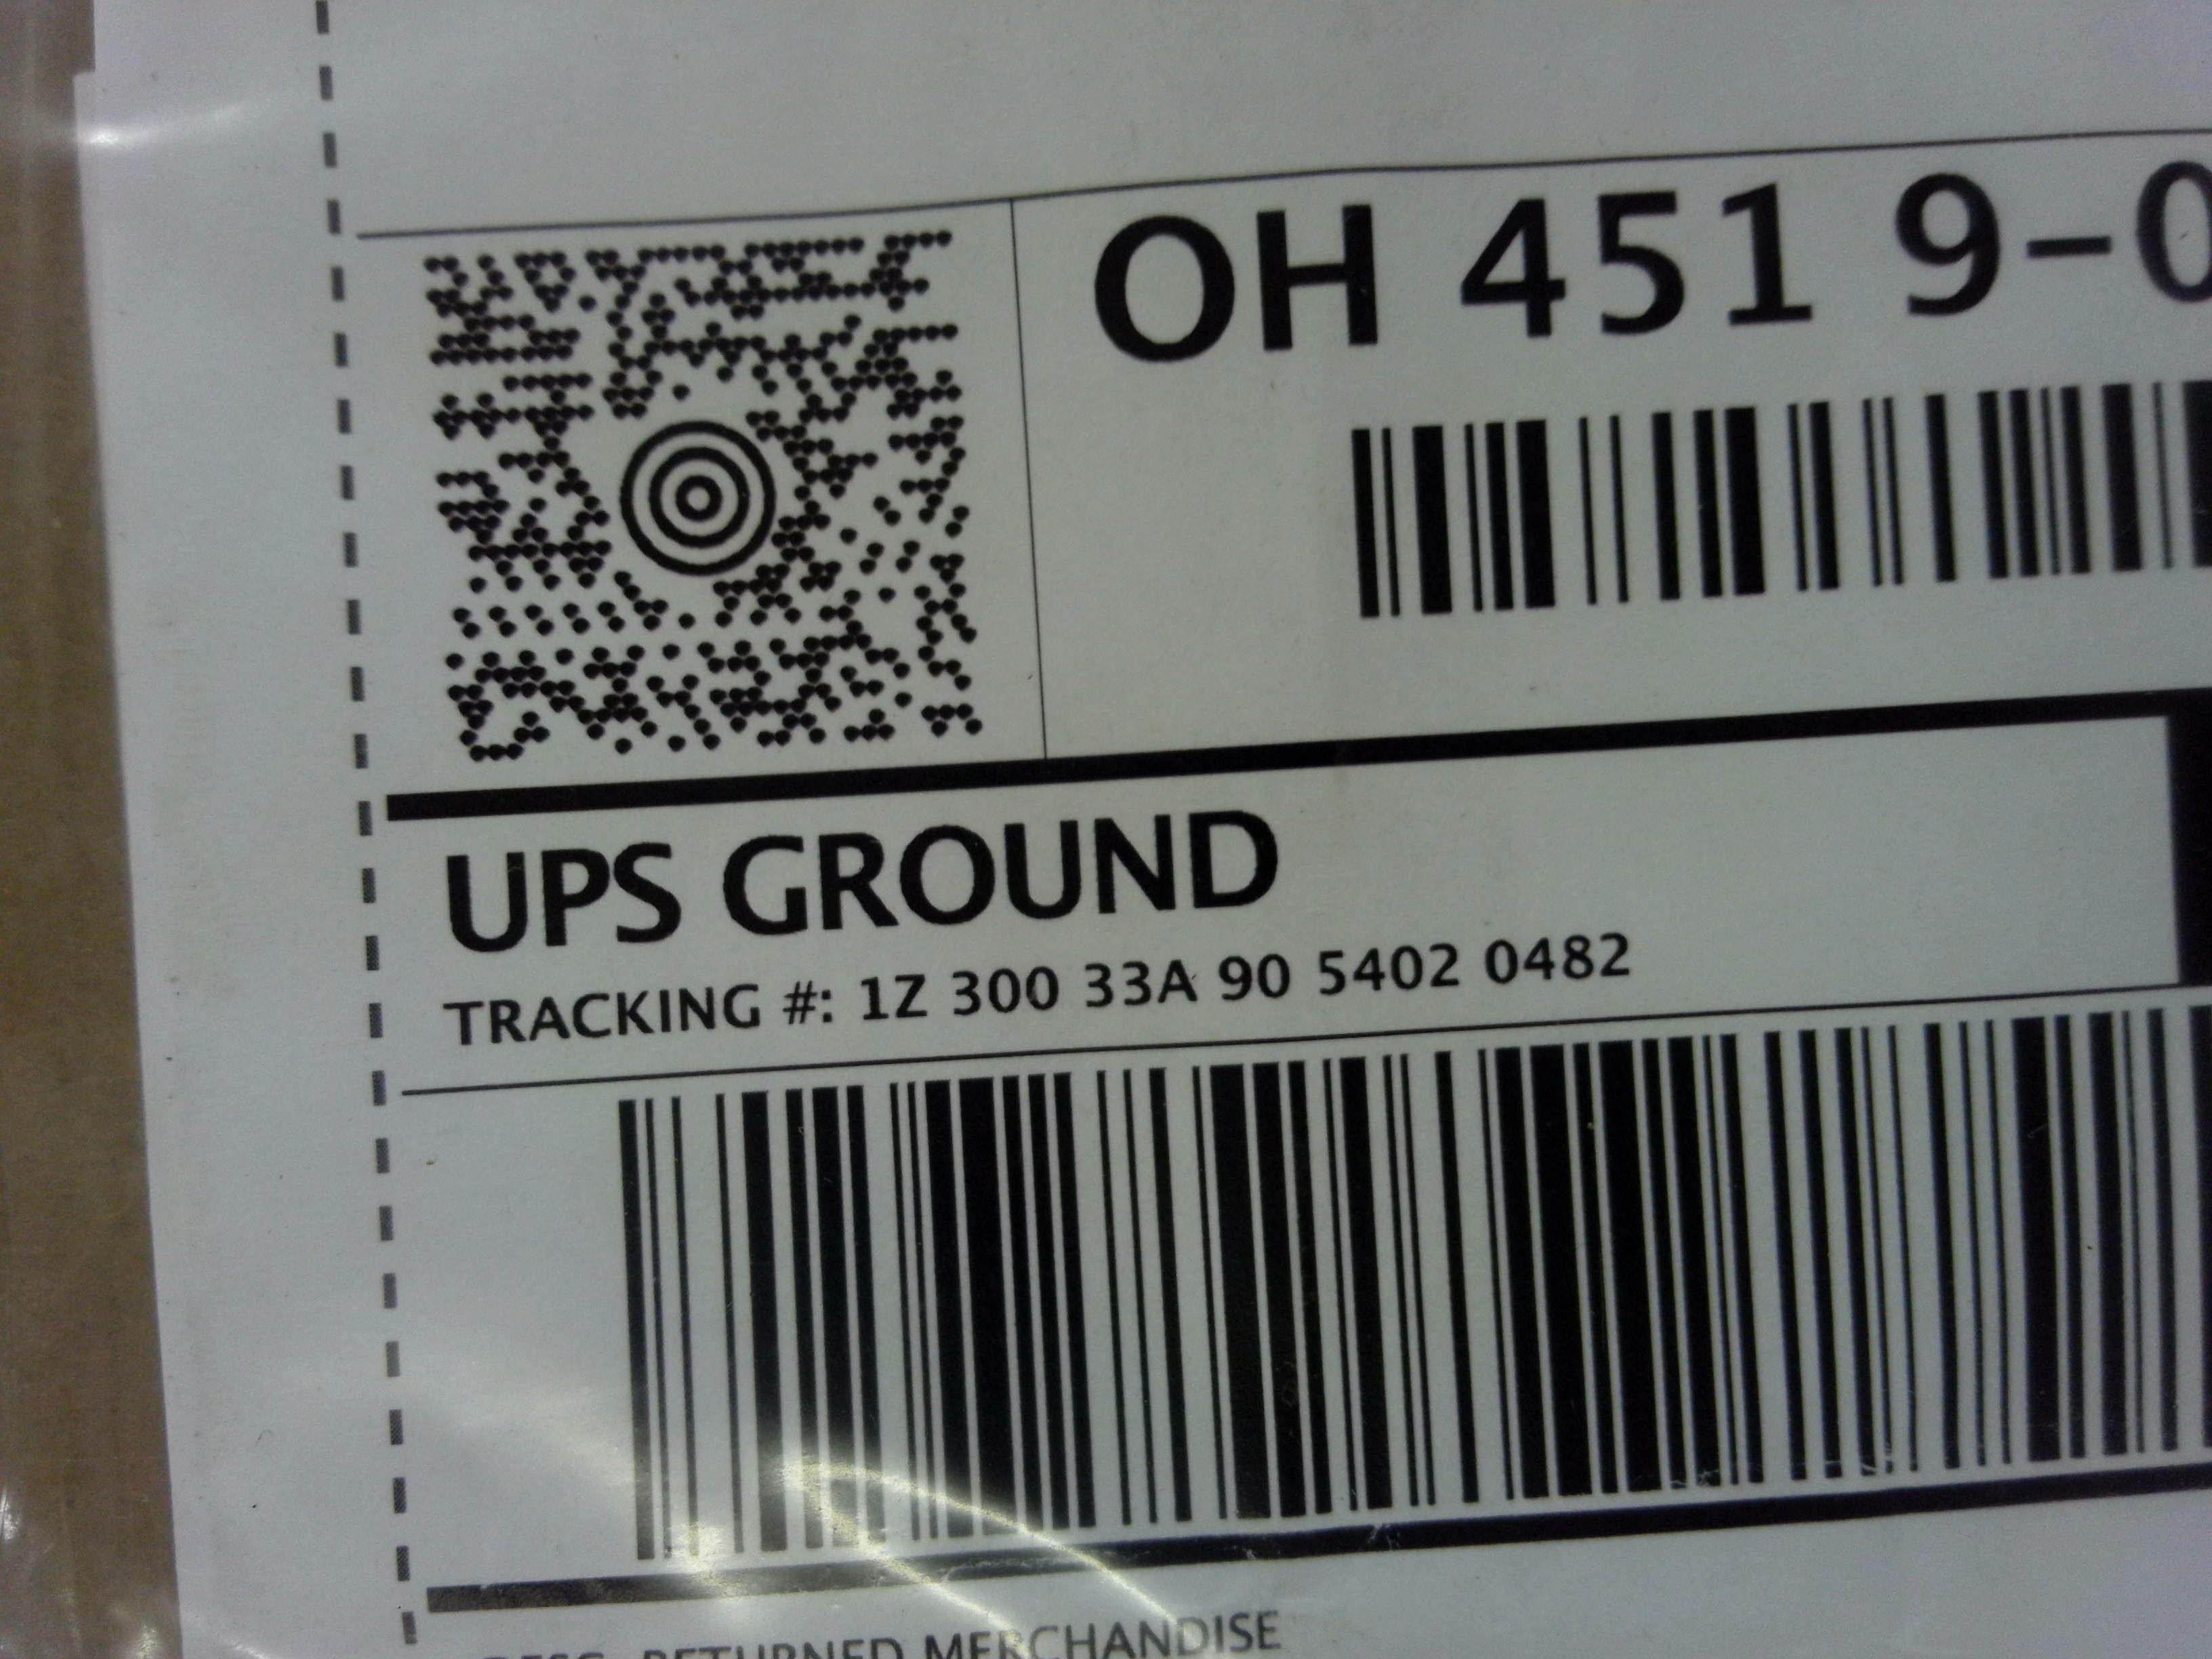 OH 451 9-0
UPS GROUND
TRACKING #: 1Z 300 33A 90 5402 0482
RETURNED MERCHANDISE